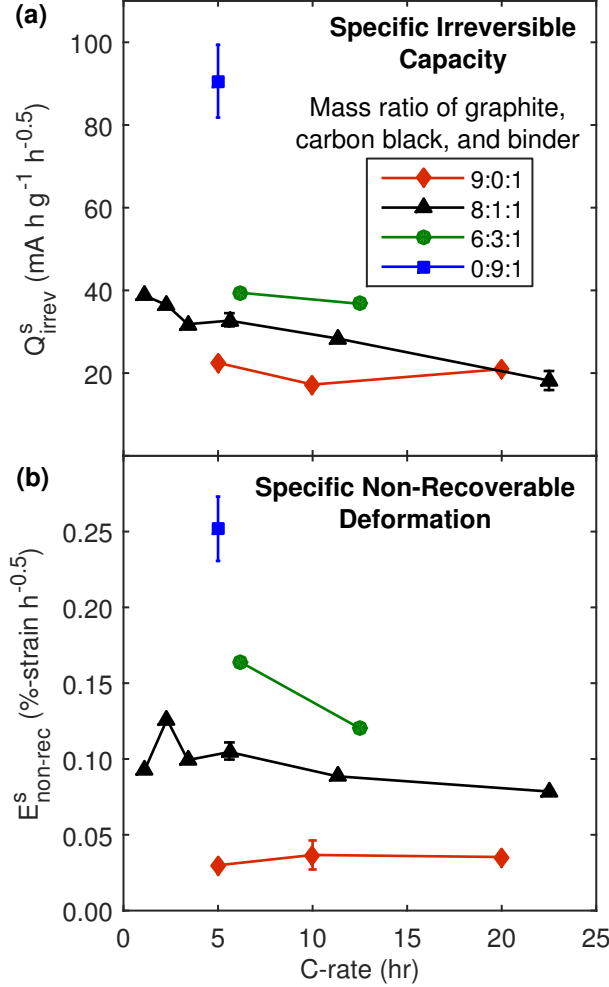 (a)
Specific Irreversible
Capacity
Mass ratio of graphite,
carbon black, and binder
9:0:1
8:1:1
6:3:1
0:9:1
100
80
60
40
20
Q^s_irrev (mA h g^-1 h^-0.5)
(b)
Specific Non-Recoverable
Deformation
0.25
0.20
0.15
0.10
0.05
0.00
E^s_non-rec (%-strain h^-0.5)
0 5 10 15 20 25
C-rate (hr)